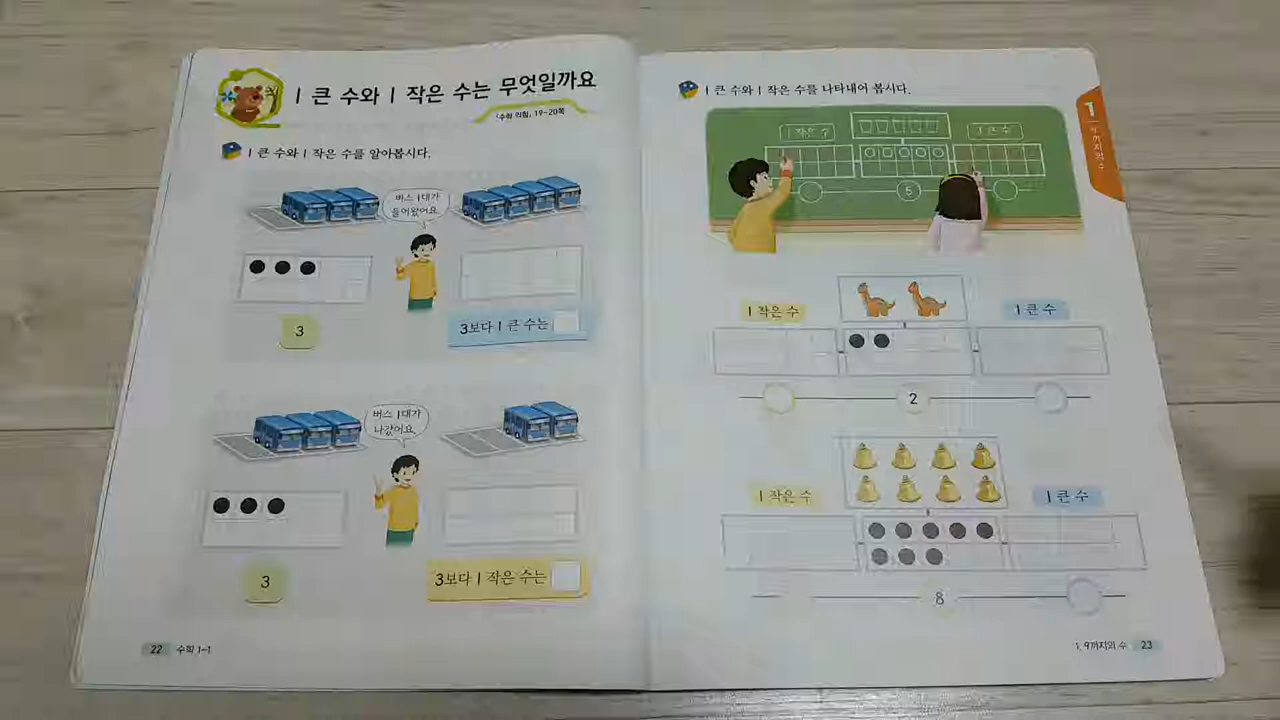 1 큰 수와 1 작은 수는 무엇일까요
수학 익힘, 19~20쪽
1 큰 수와 1 작은 수를 알아봅시다.
버스 1대가
들어왔어요.
3
3보다 1 큰 수는
버스 1대가
나갔어요.
3
3보다 1 작은 수는
22 수학 1-1
1 큰 수와 1 작은 수를 나타내어 봅시다.
1 작은 수
1 큰 수
5
1 작은 수
1 큰 수
2
1 작은 수
1 큰 수
8
1
9까지의 수
1. 9까지의 수 23